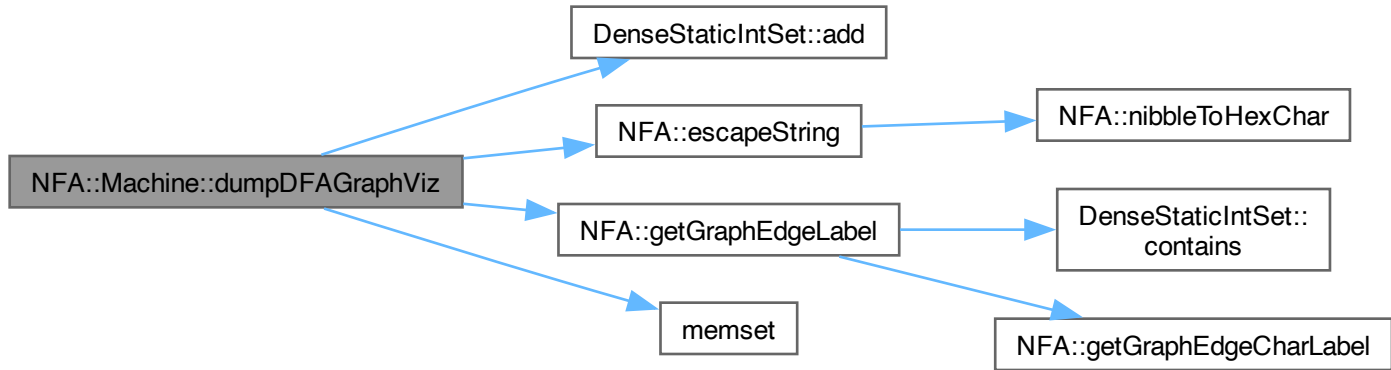 NFA::Machine::dumpDFAGraphViz
DenseStaticIntSet::add
NFA::escapeString
NFA::nibbleToHexChar
NFA::getGraphEdgeLabel
DenseStaticIntSet::
contains
NFA::getGraphEdgeCharLabel
memset